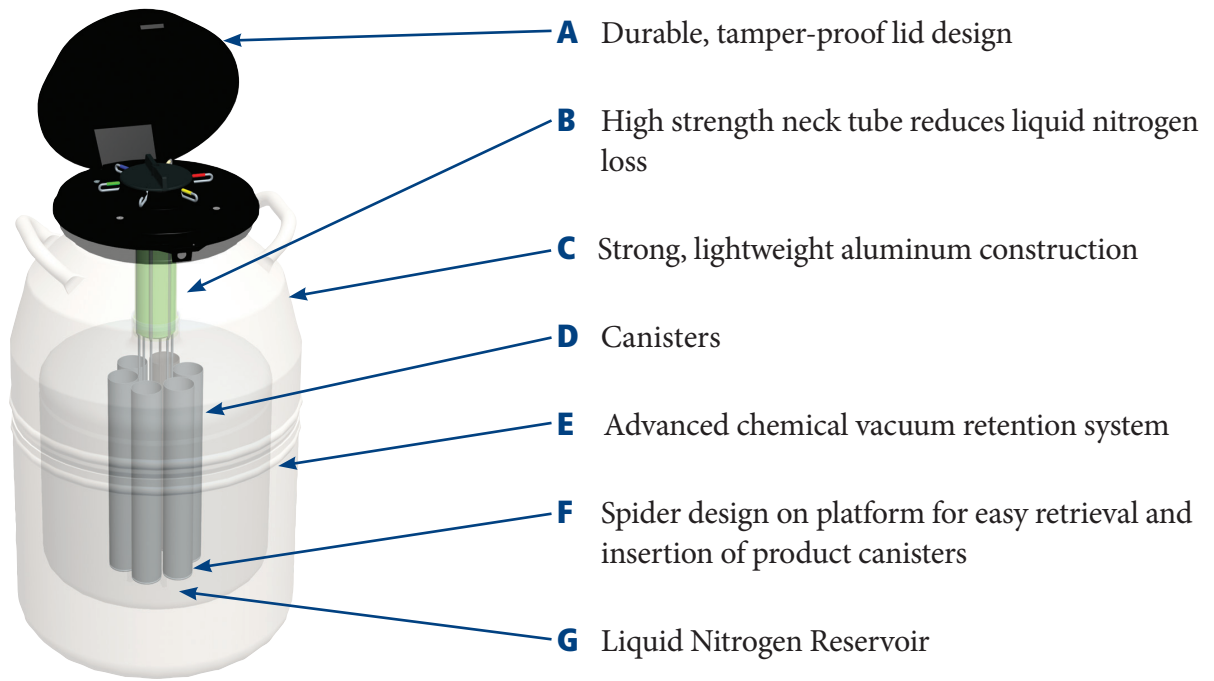 A Durable, tamper-proof lid design
B High strength neck tube reduces liquid nitrogen
loss
C Strong, lightweight aluminum construction
D Canisters
E Advanced chemical vacuum retention system
F Spider design on platform for easy retrieval and
insertion of product canisters
G Liquid Nitrogen Reservoir